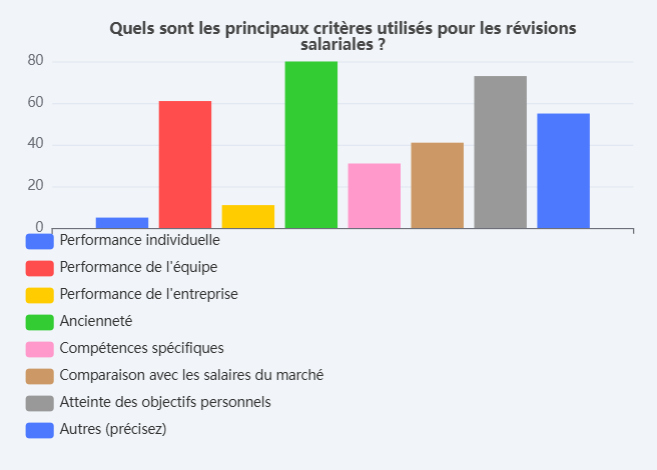 Quels sont les principaux critères utilisés pour les révisions
salariales ?
80
60
40
20
0
Performance individuelle
Performance de l'équipe
Performance de l'entreprise
Ancienneté
Compétences spécifiques
Comparaison avec les salaires du marché
Atteinte des objectifs personnels
Autres (précisez)